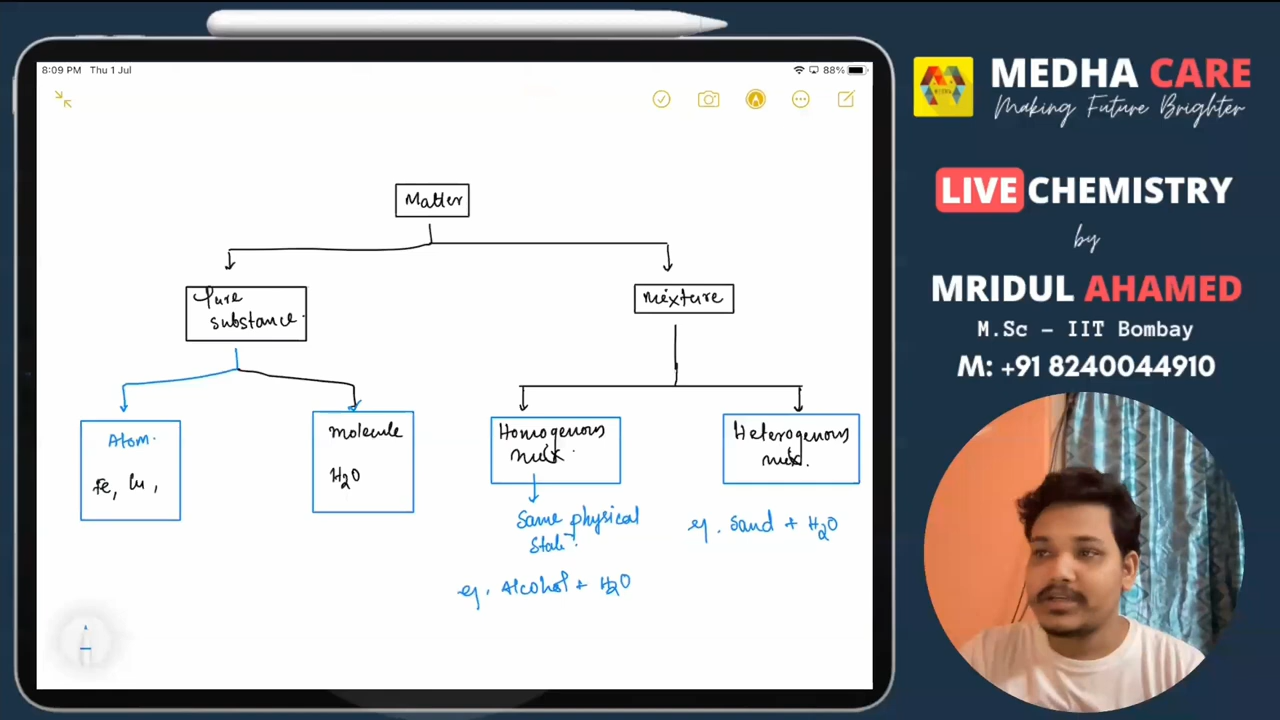 8:09 PM Thu 1 Jul
88%
Matter
Pure
substance.
Mixture
Atom.
Fe, Cu,
Molecule
H2O
Homogenous
mix.
Heterogenous
mix.
Same physical
state.
eg. Alcohol + H2O
eg. Sand + H2O
MEDHA CARE
Making Future Brighter
LIVE CHEMISTRY
by
MRIDUL AHAMED
M.Sc – IIT Bombay
M: +91 8240044910